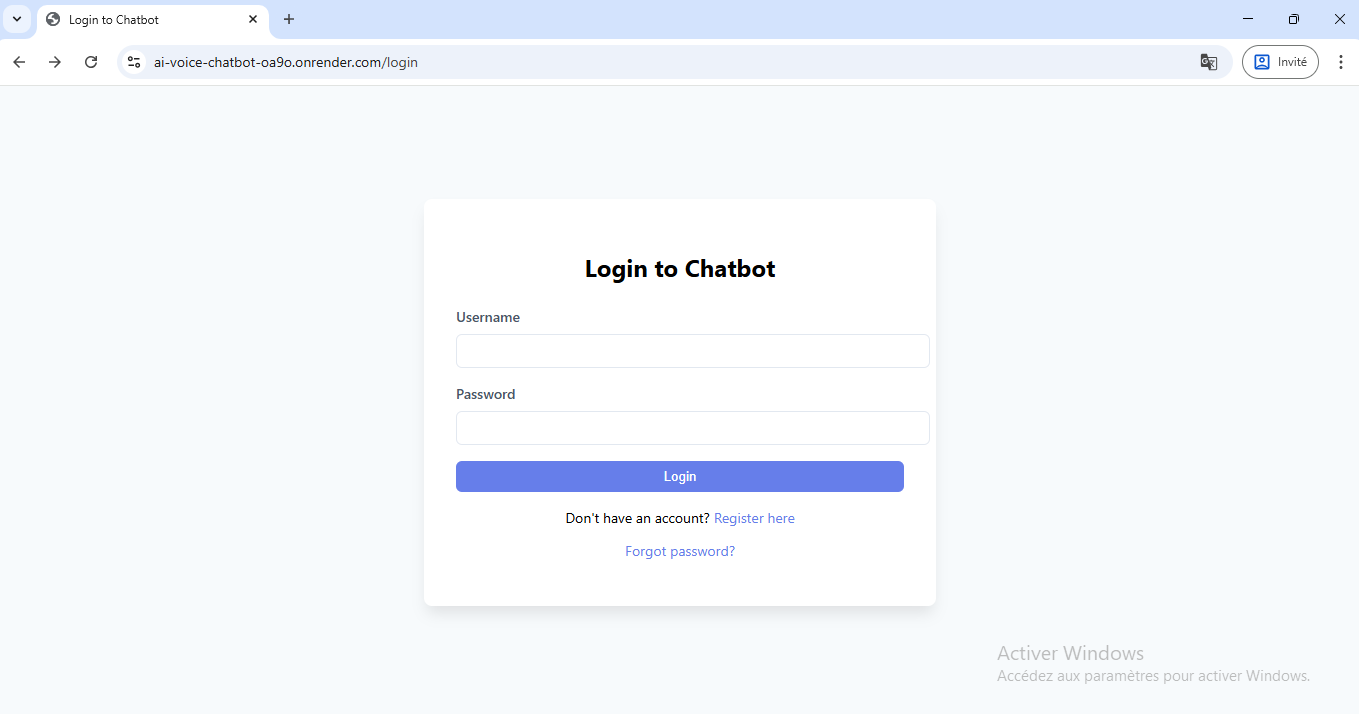 Login to Chatbot
ai-voice-chatbot-oa9o.onrender.com/login
Invité
Login to Chatbot
Username
Password
Login
Don't have an account? Register here
Forgot password?
Activer Windows
Accédez aux paramètres pour activer Windows.